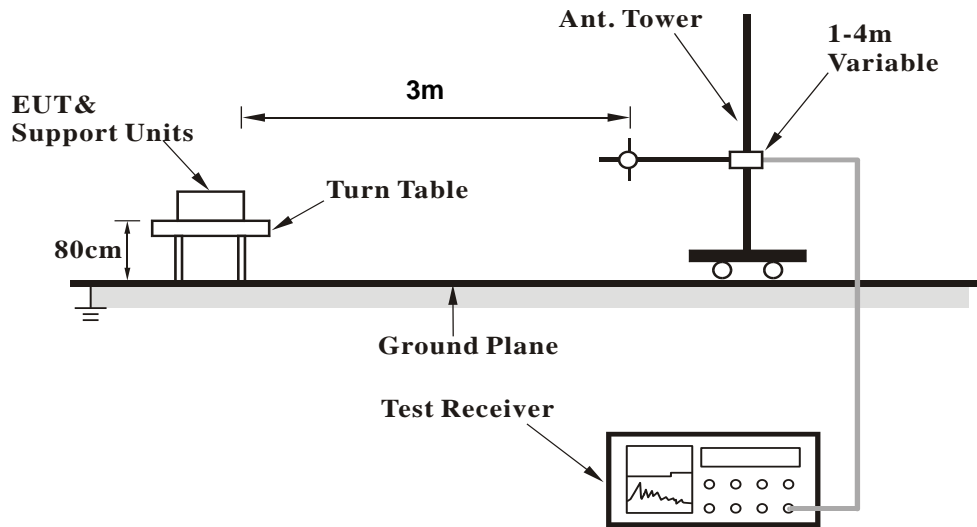 Ant. Tower
1-4m
Variable
3m
EUT&
Support Units
Turn Table
80cm
Ground Plane
Test Receiver